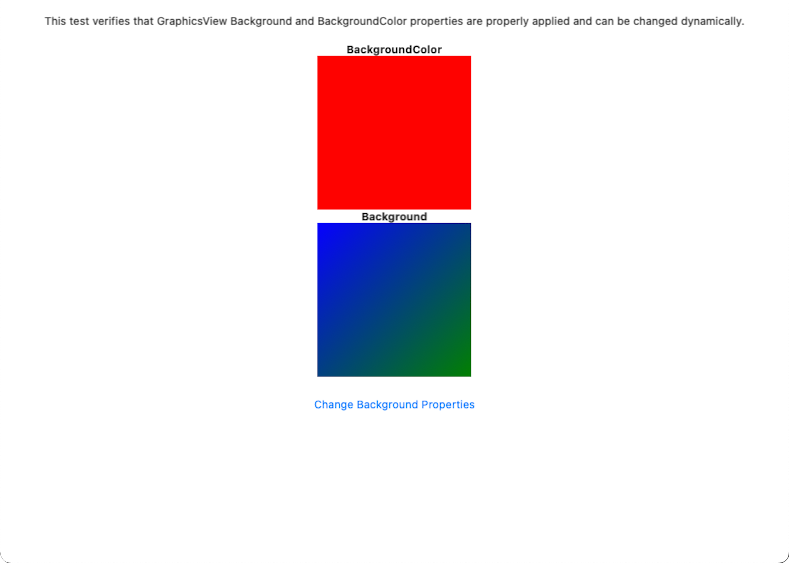 This test verifies that GraphicsView Background and BackgroundColor properties are properly applied and can be changed dynamically.
BackgroundColor
Background
Change Background Properties